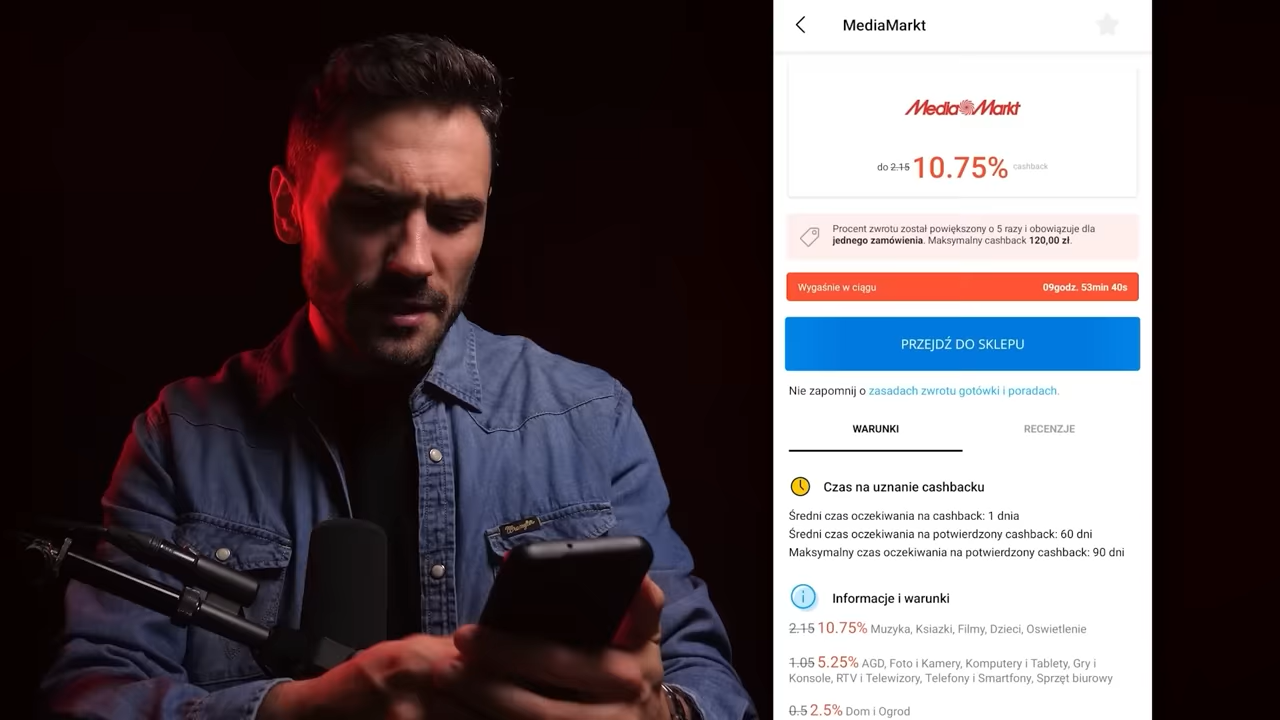 MediaMarkt
Media Markt
do 2.15 10.75% cashback
Procent zwrotu został powiększony o 5 razy i obowiązuje dla
jednego zamówienia. Maksymalny cashback 120,00 zł.
Wygaśnie w ciągu 09godz. 53min 40s
PRZEJDŹ DO SKLEPU
Nie zapomnij o zasadach zwrotu gotówki i poradach.
WARUNKI RECENZJE
Czas na uznanie cashbacku
Średni czas oczekiwania na cashback: 1 dnia
Średni czas oczekiwania na potwierdzony cashback: 60 dni
Maksymalny czas oczekiwania na potwierdzony cashback: 90 dni
Informacje i warunki
2.15 10.75% Muzyka, Ksiazki, Filmy, Dzieci, Oswietlenie
1.05 5.25% AGD, Foto i Kamery, Komputery i Tablety, Gry i
Konsole, RTV i Telewizory, Telefony i Smartfony, Sprzęt biurowy
0.5 2.5% Dom i Ogrod
Wrangler